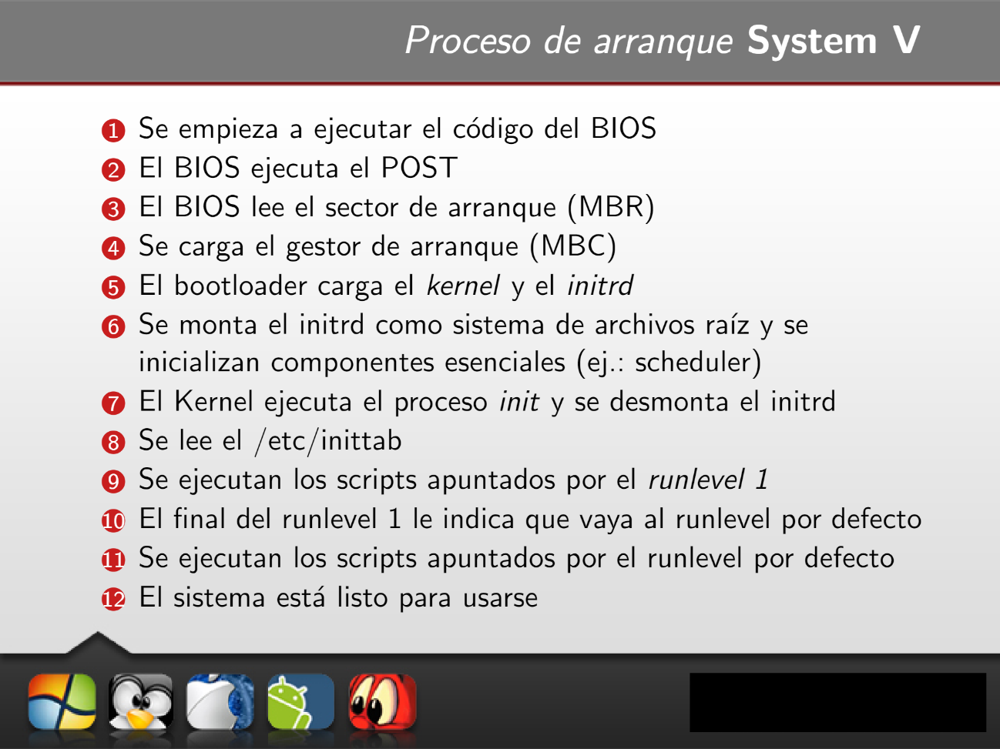 Proceso de arranque System V
1 Se empieza a ejecutar el código del BIOS
2 El BIOS ejecuta el POST
3 El BIOS lee el sector de arranque (MBR)
4 Se carga el gestor de arranque (MBC)
5 El bootloader carga el kernel y el initrd
6 Se monta el initrd como sistema de archivos raíz y se
inicializan componentes esenciales (ej.: scheduler)
7 El Kernel ejecuta el proceso init y se desmonta el initrd
8 Se lee el /etc/inittab
9 Se ejecutan los scripts apuntados por el runlevel 1
10 El final del runlevel 1 le indica que vaya al runlevel por defecto
11 Se ejecutan los scripts apuntados por el runlevel por defecto
12 El sistema está listo para usarse